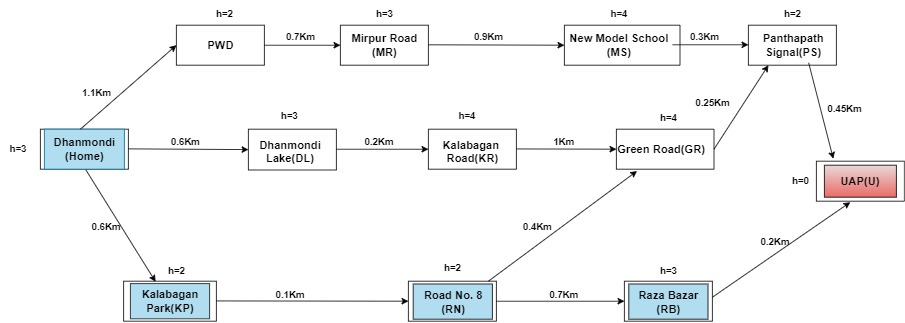 h=2
h=3
h=4
h=2
PWD
0.7Km
Mirpur Road
(MR)
0.9Km
New Model School
(MS)
0.3Km
Panthapath
Signal(PS)
1.1Km
0.25Km
0.45Km
h=3
Dhanmondi
(Home)
0.6Km
h=3
Dhanmondi
Lake(DL)
0.2Km
h=4
Kalabagan
Road(KR)
1Km
h=4
Green Road(GR)
h=0
UAP(U)
0.6Km
0.4Km
0.2Km
h=2
Kalabagan
Park(KP)
0.1Km
h=2
Road No. 8
(RN)
0.7Km
h=3
Raza Bazar
(RB)